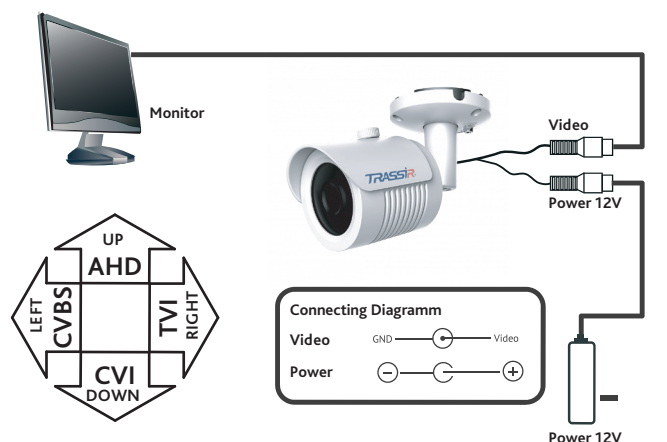 Monitor
TRASSIR
Video
Power 12V
UP
AHD
LEFT
CVBS
TVI
RIGHT
CVI
DOWN
Connecting Diagramm
Video GND Video
Power − +
Power 12V